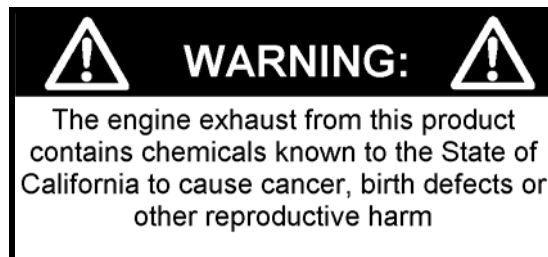 WARNING:
The engine exhaust from this product
contains chemicals known to the State of
California to cause cancer, birth defects or
other reproductive harm